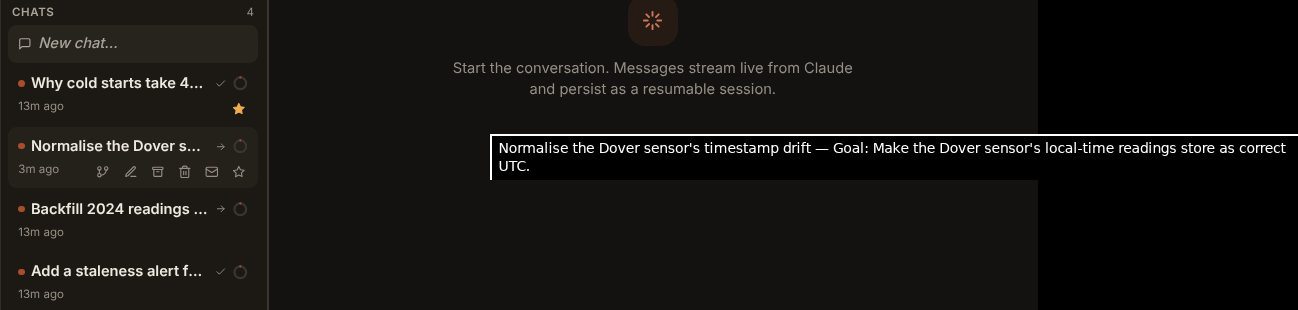 CHATS 4
New chat...
Why cold starts take 4...
13m ago
Normalise the Dover s...
3m ago
Backfill 2024 readings ...
13m ago
Add a staleness alert f...
13m ago
Start the conversation. Messages stream live from Claude
and persist as a resumable session.
Normalise the Dover sensor's timestamp drift — Goal: Make the Dover sensor's local-time readings store as correct
UTC.